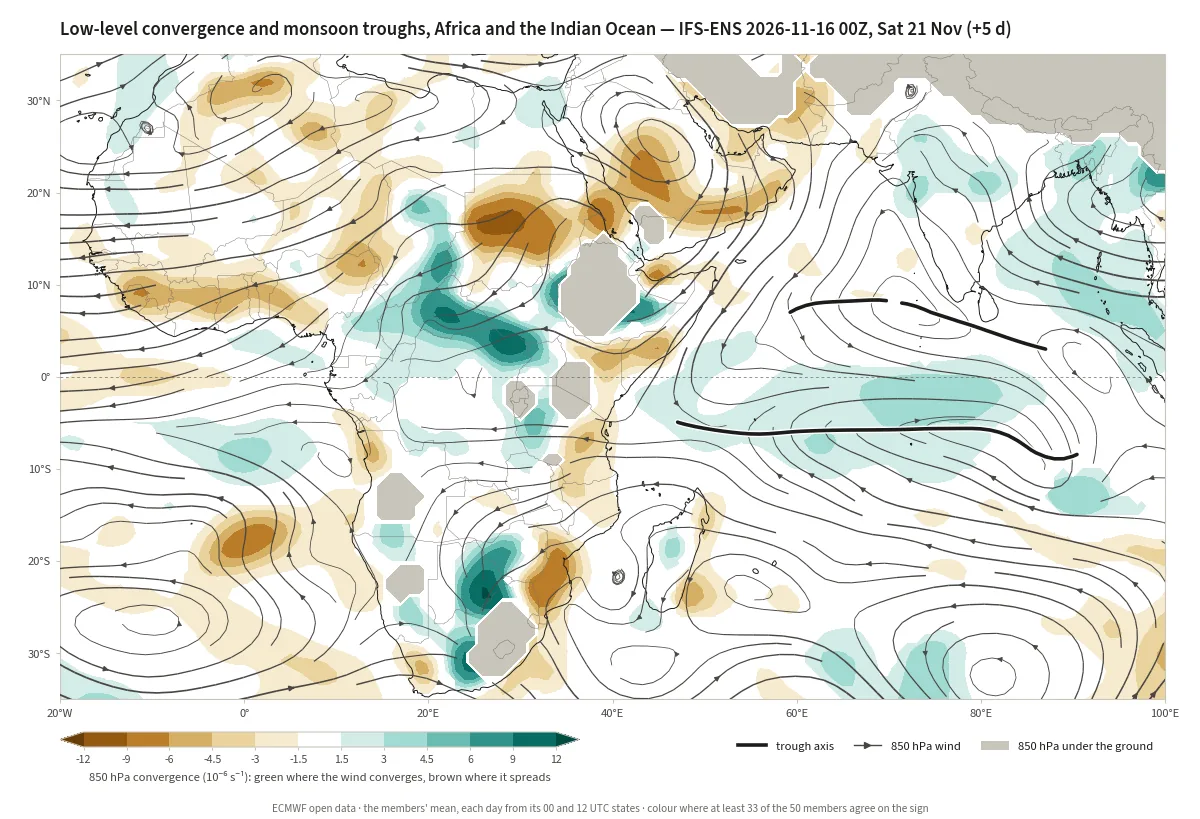 Low-level convergence and monsoon troughs, Africa and the Indian Ocean — IFS-ENS 2026-11-16 00Z, Sat 21 Nov (+5 d)
30°N
20°N
10°N
0°
10°S
20°S
30°S
20°W 0° 20°E 40°E 60°E 80°E 100°E
-12 -9 -6 -4.5 -3 -1.5 1.5 3 4.5 6 9 12
850 hPa convergence (10⁻⁶ s⁻¹): green where the wind converges, brown where it spreads
trough axis 850 hPa wind 850 hPa under the ground
ECMWF open data · the members' mean, each day from its 00 and 12 UTC states · colour where at least 33 of the 50 members agree on the sign